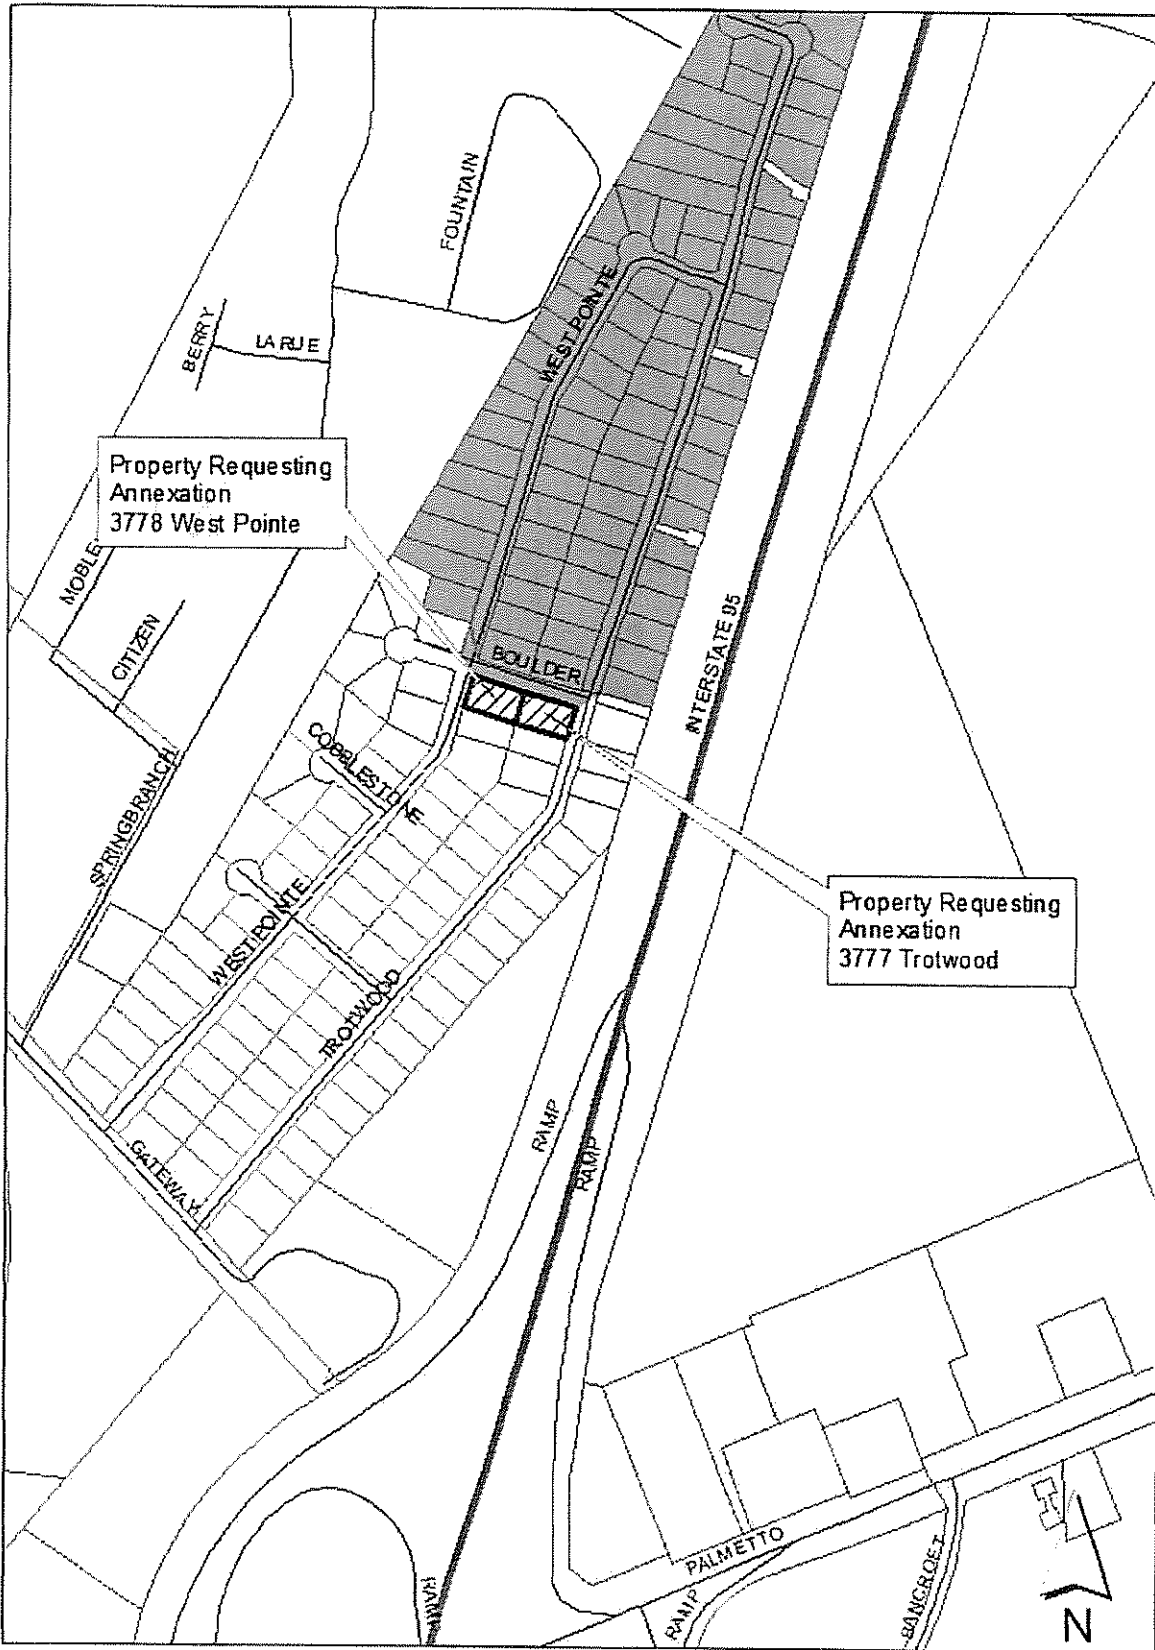 FOUNTAIN
WEST POINTE
BERRY
LA RUE
Property Requesting
Annexation
3778 West Pointe
MOBLE
CITIZEN
BOULDER
INTERSTATE 95
COBBLESTONE
SPRINGBRANCH
Property Requesting
Annexation
3777 Trotwood
WEST POINTE
TROTWOOD
RAMP
RAMP
GATEWAY
PALMETTO
RAMP
RAMP
BANCROFT
N